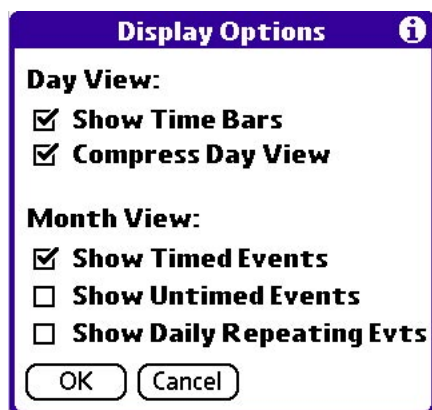 Display Options
Day View:
Show Time Bars
Compress Day View
Month View:
Show Timed Events
Show Untimed Events
Show Daily Repeating Evts
OK Cancel